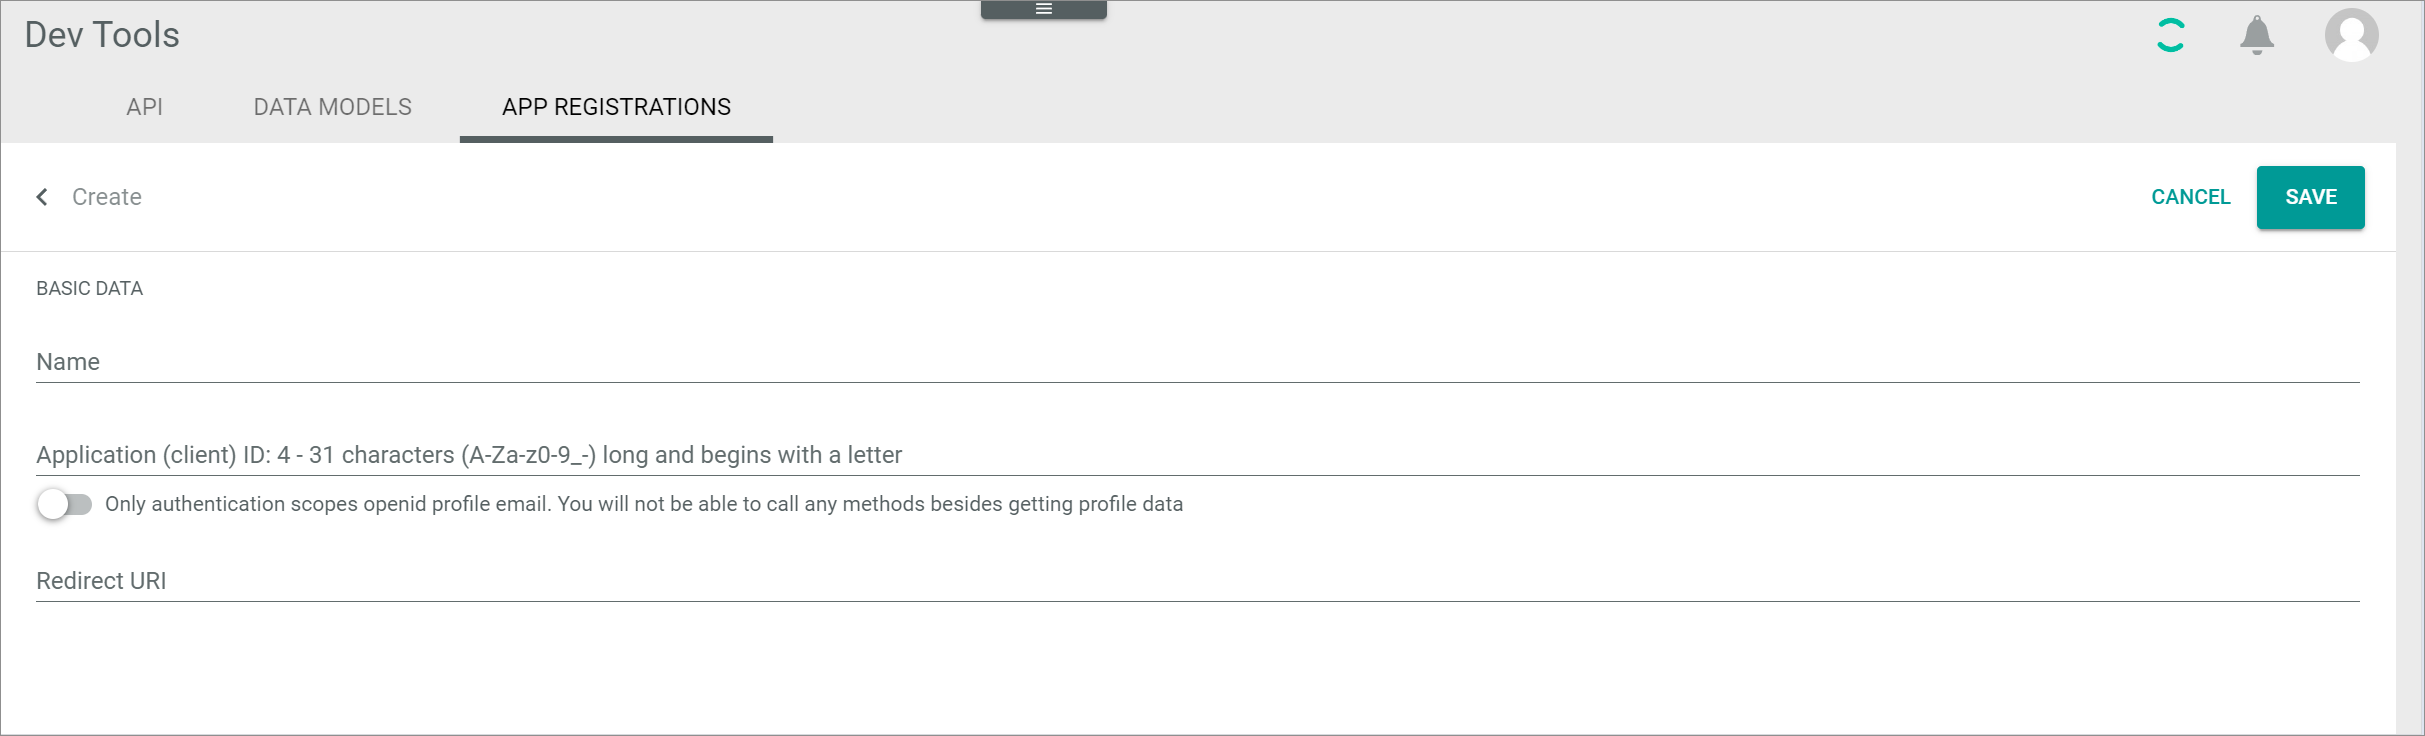 Dev Tools
API
DATA MODELS
APP REGISTRATIONS
Create
CANCEL
SAVE
BASIC DATA
Name
Application (client) ID: 4 - 31 characters (A-Za-z0-9_-) long and begins with a letter
Only authentication scopes openid profile email. You will not be able to call any methods besides getting profile data
Redirect URI